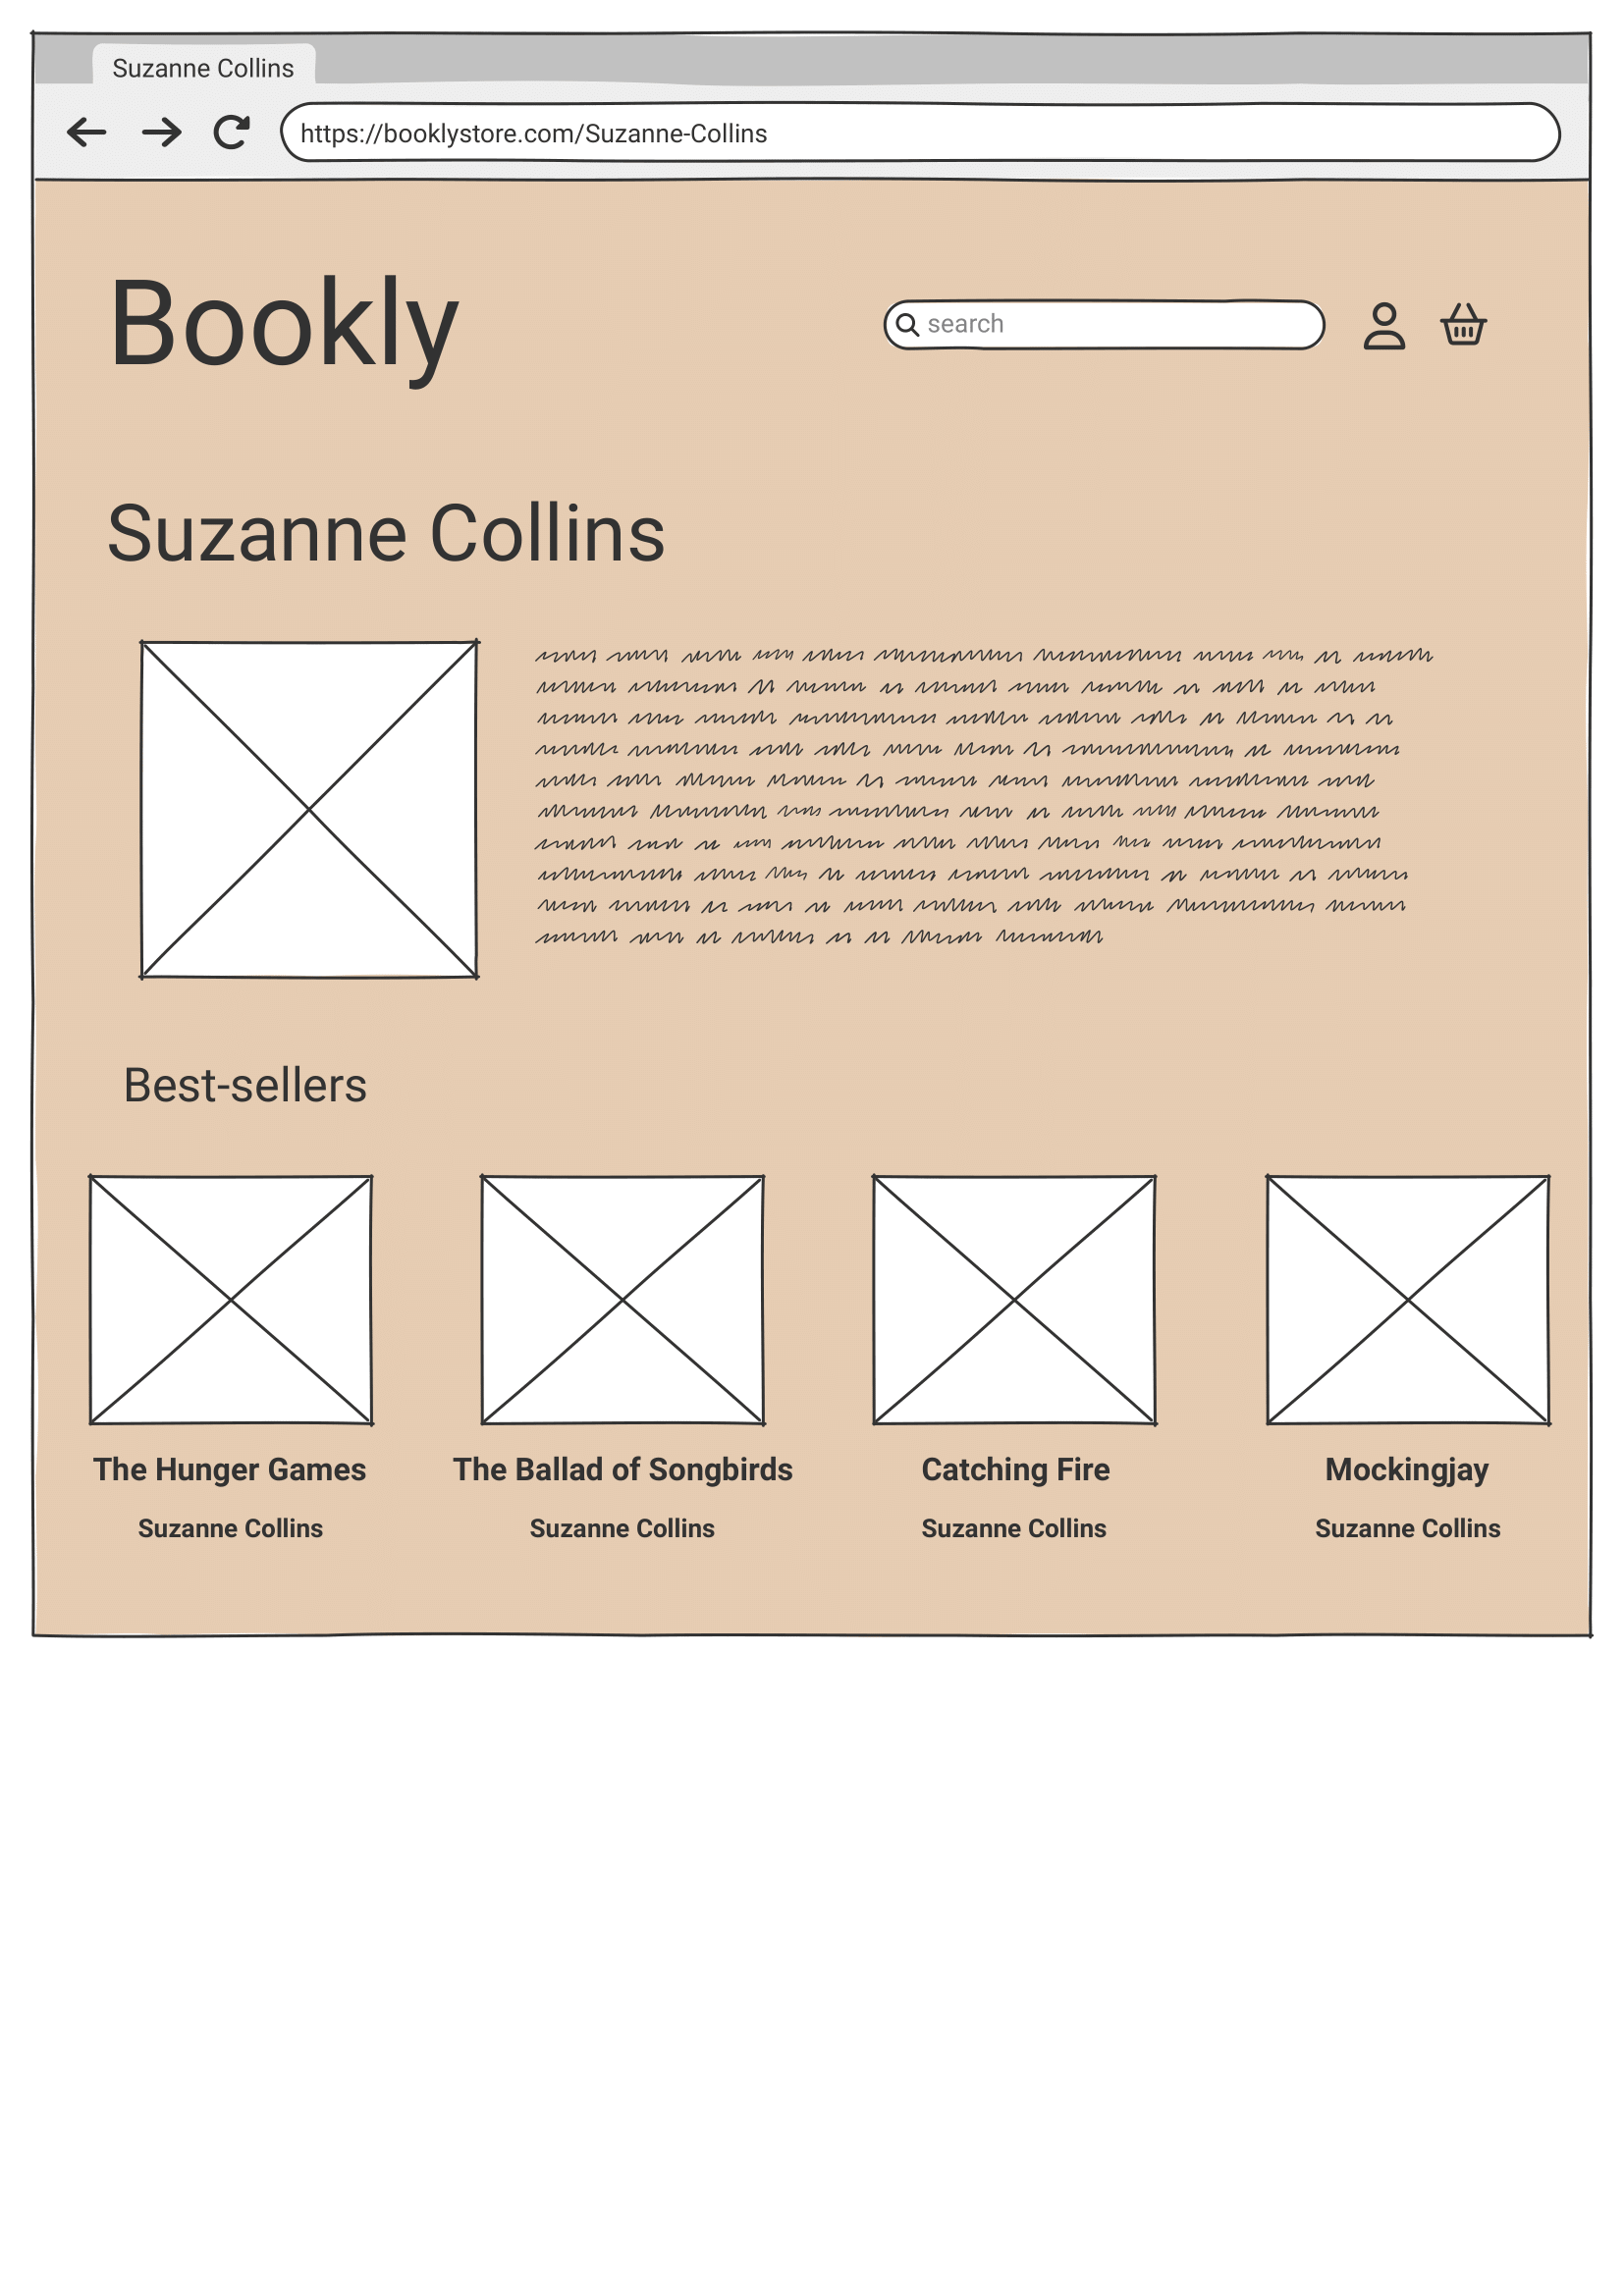 Suzanne Collins
https://booklystore.com/Suzanne-Collins
Bookly
search
Suzanne Collins
Best-sellers
The Hunger Games
Suzanne Collins
The Ballad of Songbirds
Suzanne Collins
Catching Fire
Suzanne Collins
Mockingjay
Suzanne Collins